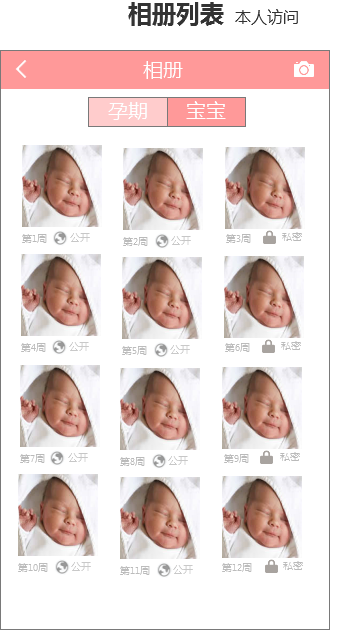 相册列表 本人访问
相册
孕期 宝宝
第1周 公开 第2周 公开 第3周 私密
第4周 公开 第5周 公开 第6周 私密
第7周 公开 第8周 公开 第9周 私密
第10周 公开 第11周 公开 第12周 私密